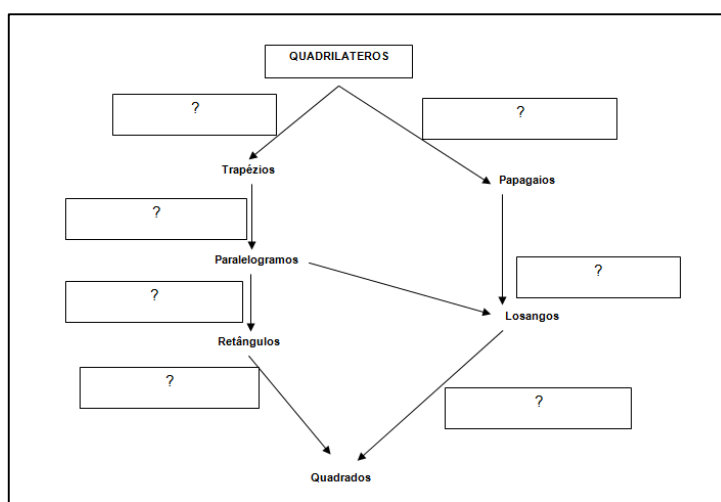 QUADRILATEROS
?
?
Trapézios
Papagaios
?
Paralelogramos
?
?
Losangos
Retângulos
?
?
Quadrados